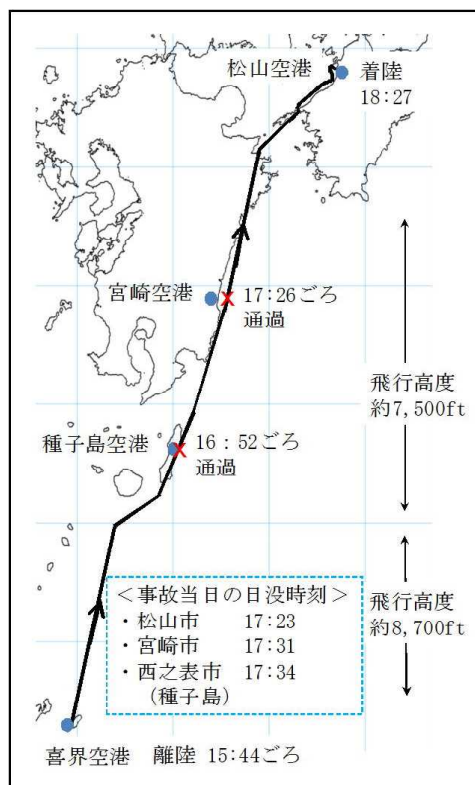 松山空港
着陸
18:27
宮崎空港
17:26ごろ
通過
飛行高度
約7,500ft
種子島空港
16：52ごろ
通過
＜事故当日の日没時刻＞
・松山市 17:23
・宮崎市 17:31
・西之表市 17:34
（種子島）
飛行高度
約8,700ft
喜界空港 離陸 15:44ごろ